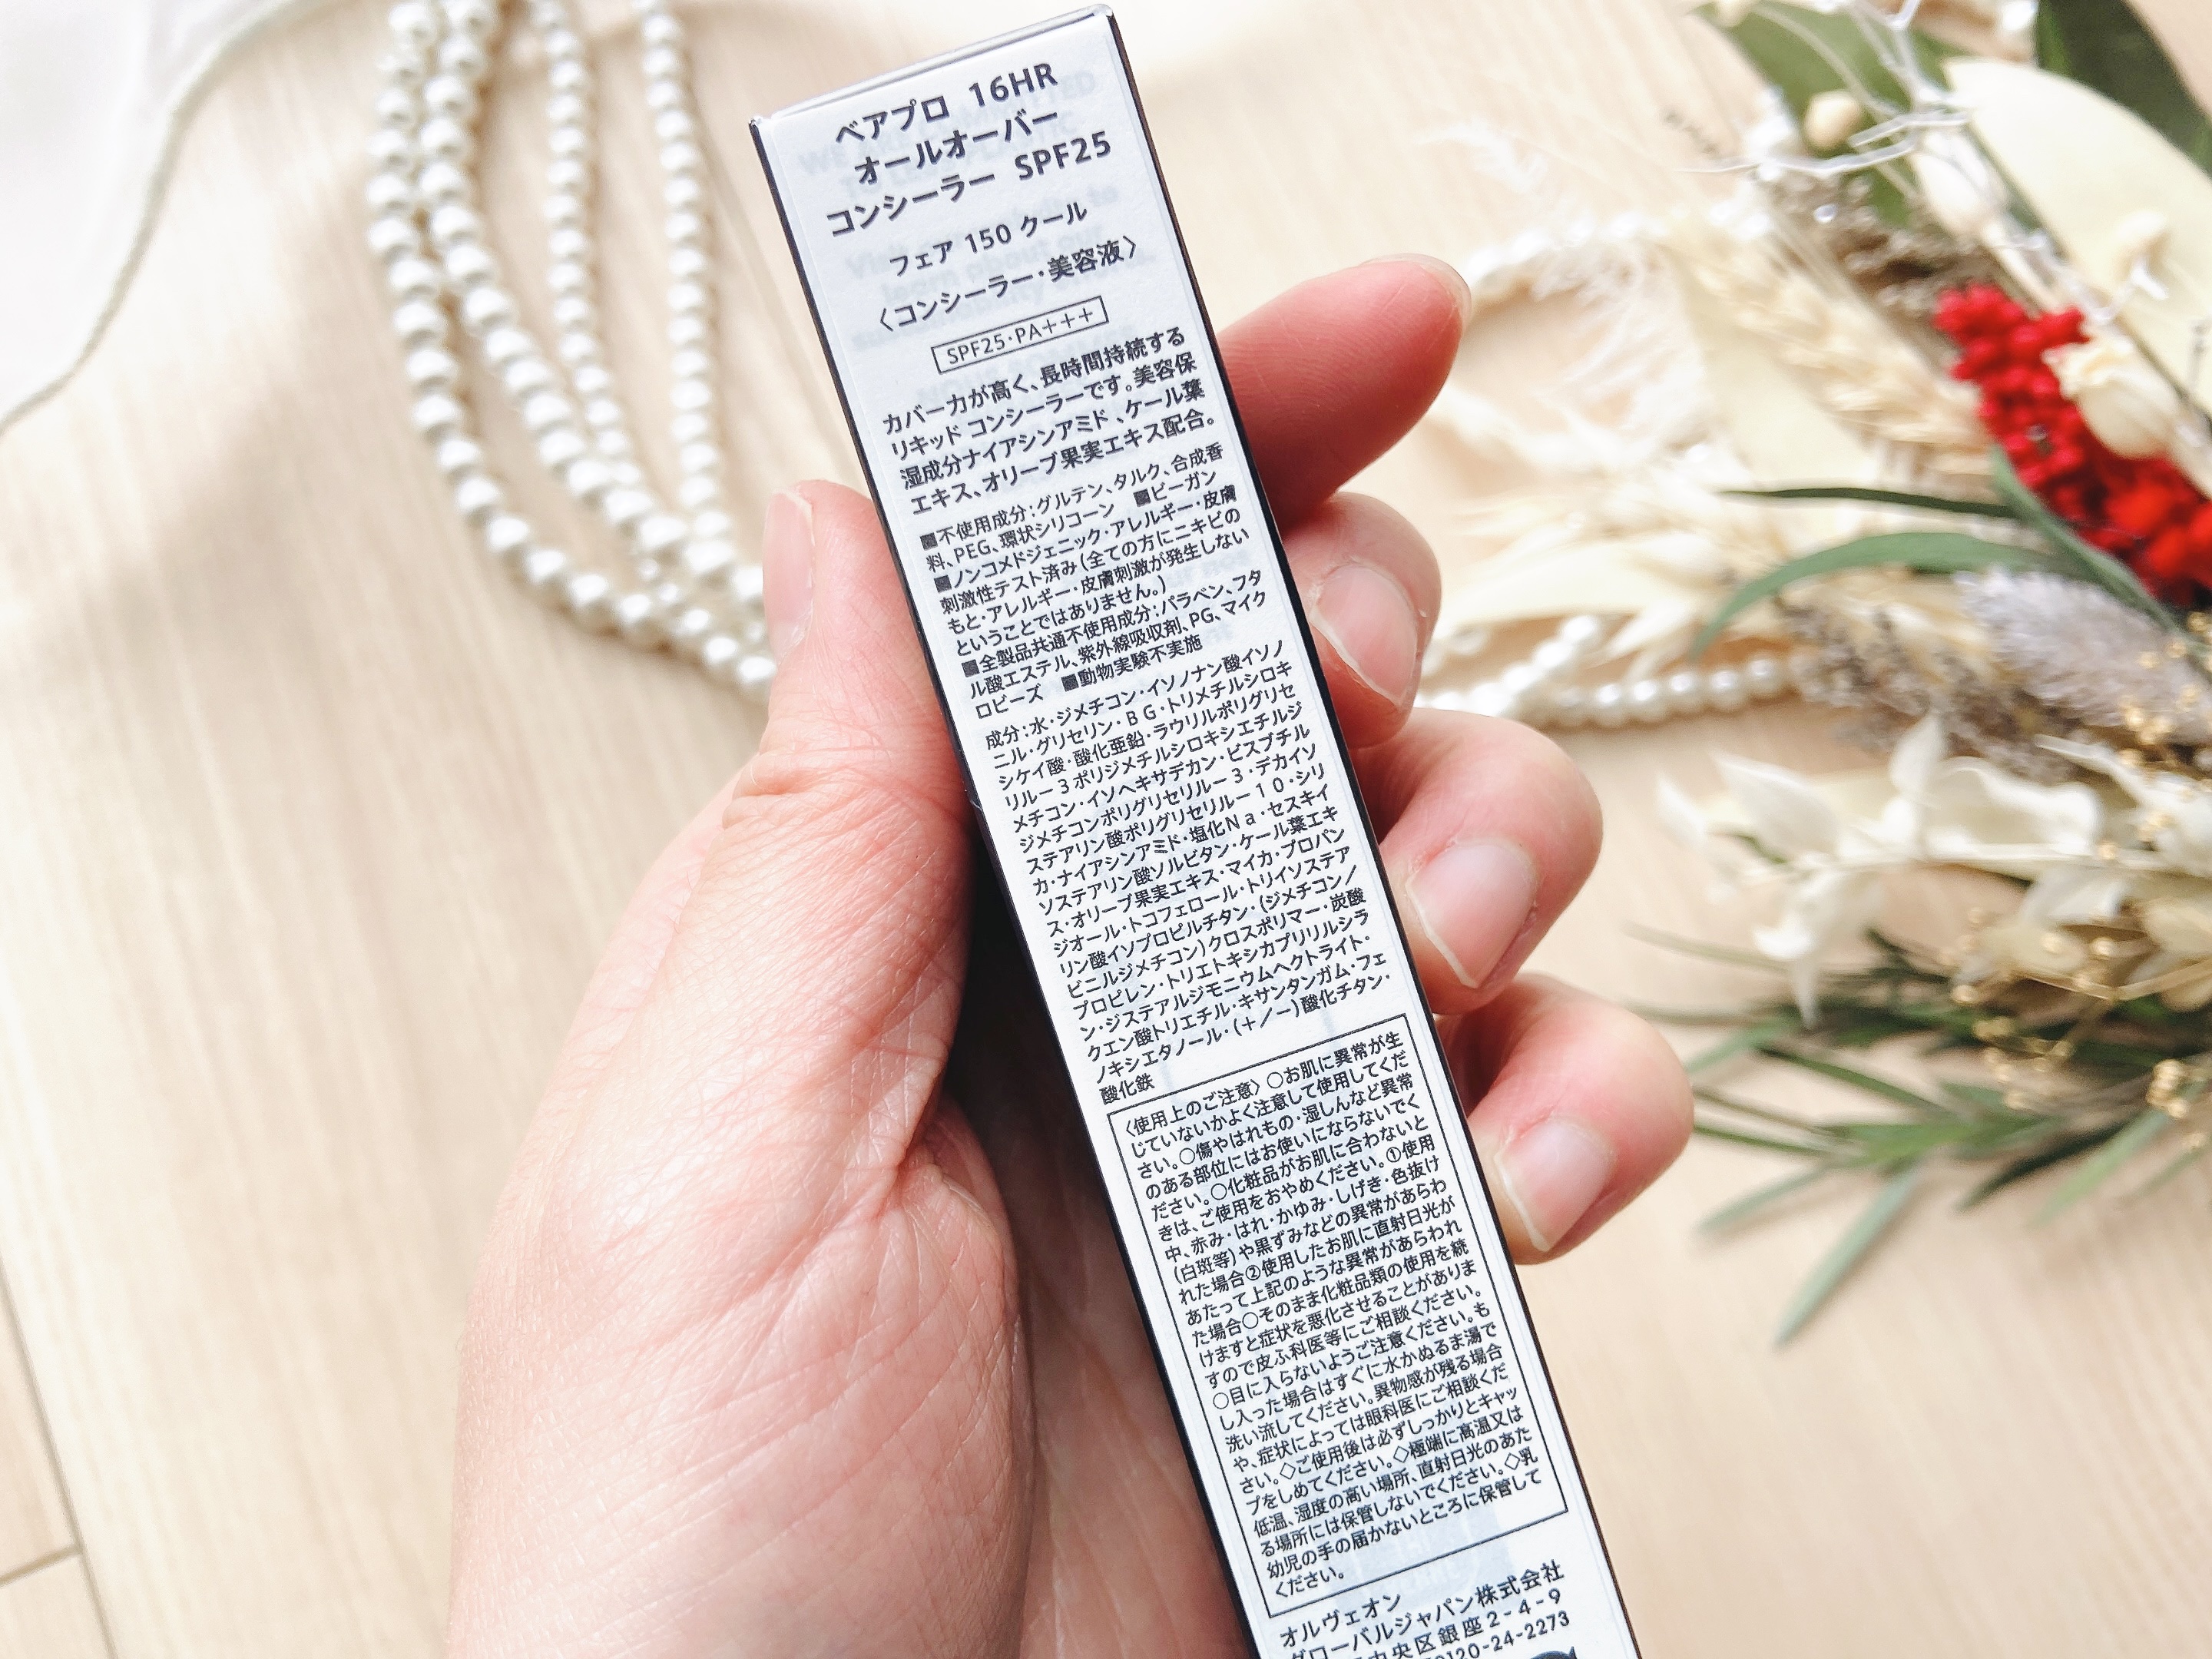 ベアプロ 16HR
オールオーバー
コンシーラー SPF25
フェア 150 クール
〈コンシーラー・美容液〉
SPF25・PA+++
カバー力が高く、長時間持続する
リキッド コンシーラーです。美容保
湿成分ナイアシンアミド、ケール葉
エキス、オリーブ果実エキス配合。
■不使用成分：グルテン、タルク、合成香
料、PEG、環状シリコーン ■ビーガン
■ノンコメドジェニック・アレルギー・皮膚
刺激性テスト済み（全ての方にニキビの
もと・アレルギー・皮膚刺激が発生しない
ということではありません。）
■全製品共通不使用成分：パラベン、フタ
ル酸エステル、紫外線吸収剤、PG、マイク
ロビーズ ■動物実験不実施
成分：水・ジメチコン・イソノナン酸イソノ
ニル・グリセリン・ＢＧ・トリメチルシロキ
シケイ酸・酸化亜鉛・ラウリルポリグリセ
リル－３ポリジメチルシロキシエチルジ
メチコン・イソヘキサデカン・ビスブチル
ジメチコンポリグリセリル－３・デカイソ
ステアリン酸ポリグリセリル－１０・シリ
カ・ナイアシンアミド・塩化Ｎａ・セスキイ
ソステアリン酸ソルビタン・ケール葉エキ
ス・オリーブ果実エキス・マイカ・プロパン
ジオール・トコフェロール・トリイソステア
リン酸イソプロピルチタン・（ジメチコン／
ビニルジメチコン）クロスポリマー・炭酸
プロピレン・トリエトキシカプリリルシラ
ン・ジステアルジモニウムヘクトライト・
クエン酸トリエチル・キサンタンガム・フェ
ノキシエタノール・（＋／－）酸化チタン・
酸化鉄
〈使用上のご注意〉○お肌に異常が生
じていないかよく注意して使用してくだ
さい。○傷やはれもの・湿しんなど異常
のある部位にはお使いにならないでく
ださい。○化粧品がお肌に合わないと
きは、ご使用をおやめください。①使用
中、赤み・はれ・かゆみ・しげき・色抜け
（白斑等）や黒ずみなどの異常があらわ
れた場合②使用したお肌に直射日光が
あたって上記のような異常があらわれ
た場合○そのまま化粧品類の使用を続
けますと症状を悪化させることがありま
すので皮ふ科医等にご相談ください。
○目に入らないようご注意ください。も
し入った場合はすぐに水かぬるま湯で
洗い流してください。異物感が残る場合
や、症状によっては眼科医にご相談くだ
さい。◇ご使用後は必ずしっかりとキャッ
プをしめてください。◇極端に高温又は
低温、湿度の高い場所、直射日光のあた
る場所には保管しないでください。◇乳
幼児の手の届かないところに保管して
ください。
オルヴェオン
グローバルジャパン株式会社
中央区銀座2-4-9
0120-24-2273